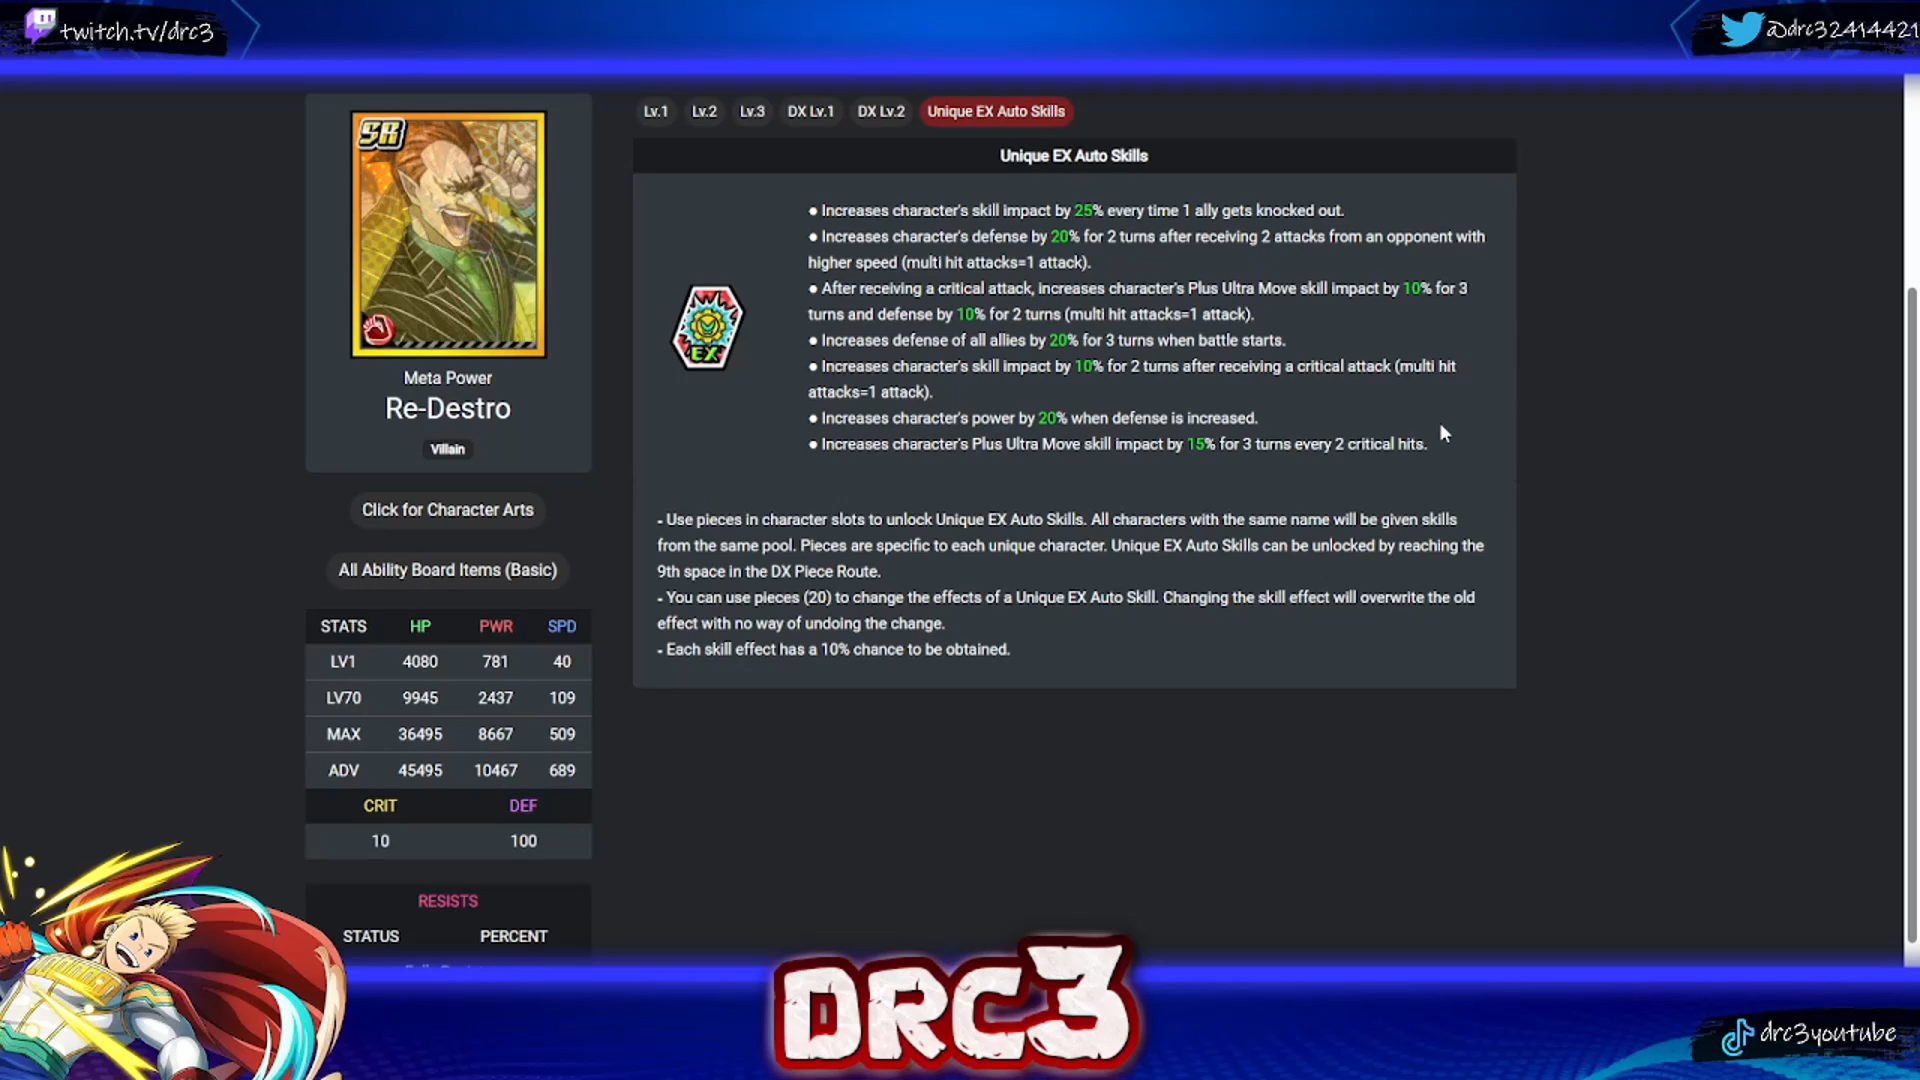 twitch.tv/drc3
@drc32414421
SR
Meta Power
Re-Destro
Villain
Click for Character Arts
All Ability Board Items (Basic)
STATS HP PWR SPD
LV1 4080 781 40
LV70 9945 2437 109
MAX 36495 8667 509
ADV 45495 10467 689
CRIT DEF
10 100
RESISTS
STATUS PERCENT
Lv.1 Lv.2 Lv.3 DX Lv.1 DX Lv.2 Unique EX Auto Skills
Unique EX Auto Skills
EX
● Increases character's skill impact by 25% every time 1 ally gets knocked out.
● Increases character's defense by 20% for 2 turns after receiving 2 attacks from an opponent with
higher speed (multi hit attacks=1 attack).
● After receiving a critical attack, increases character's Plus Ultra Move skill impact by 10% for 3
turns and defense by 10% for 2 turns (multi hit attacks=1 attack).
● Increases defense of all allies by 20% for 3 turns when battle starts.
● Increases character's skill impact by 10% for 2 turns after receiving a critical attack (multi hit
attacks=1 attack).
● Increases character's power by 20% when defense is increased.
● Increases character's Plus Ultra Move skill impact by 15% for 3 turns every 2 critical hits.
- Use pieces in character slots to unlock Unique EX Auto Skills. All characters with the same name will be given skills
from the same pool. Pieces are specific to each unique character. Unique EX Auto Skills can be unlocked by reaching the
9th space in the DX Piece Route.
- You can use pieces (20) to change the effects of a Unique EX Auto Skill. Changing the skill effect will overwrite the old
effect with no way of undoing the change.
- Each skill effect has a 10% chance to be obtained.
DRC3
drc3youtube